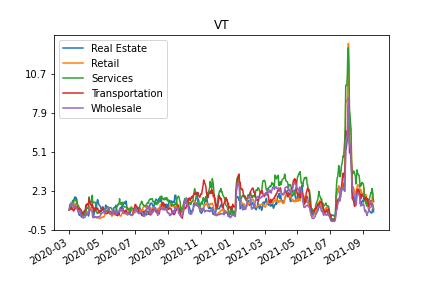 VT
Real Estate
Retail
Services
Transportation
Wholesale
10.7
7.9
5.1
2.3
-0.5
2020-03
2020-05
2020-07
2020-09
2020-11
2021-01
2021-03
2021-05
2021-07
2021-09